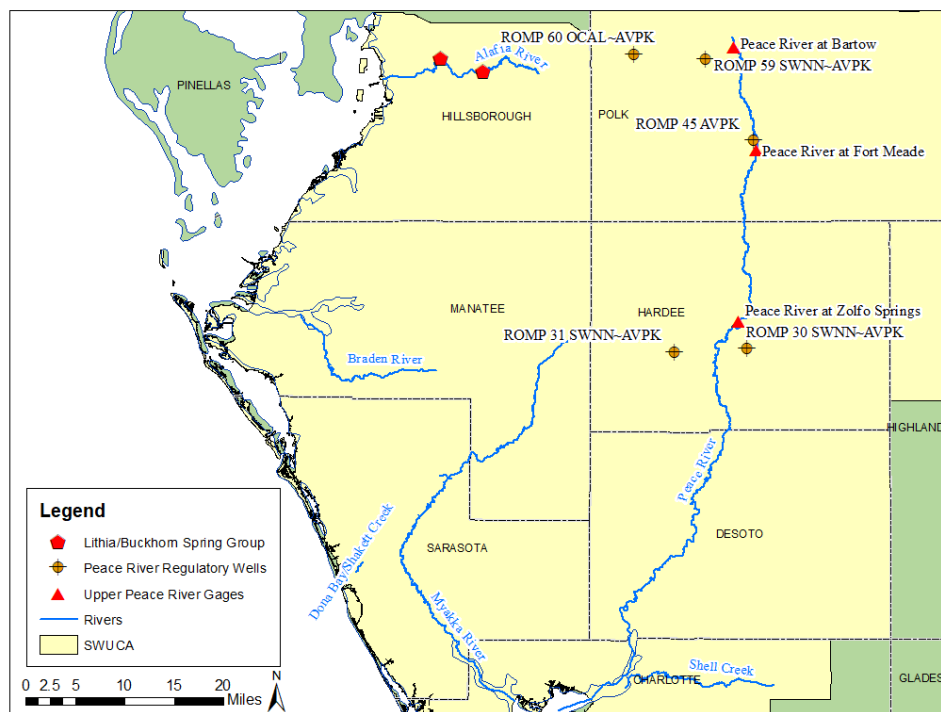 ROMP 60 OCAL~AVPK
Peace River at Bartow
Alafia River
ROMP 59 SWNN~AVPK
PINELLAS
HILLSBOROUGH
POLK
ROMP 45 AVPK
Peace River at Fort Meade
MANATEE
HARDEE
Peace River at Zolfo Springs
ROMP 31 SWNN~AVPK
ROMP 30 SWNN~AVPK
Braden River
HIGHLAND
Peace River
Legend
Lithia/Buckhorn Spring Group
Peace River Regulatory Wells
Upper Peace River Gages
Rivers
SWUCA
0 2.5 5 10 15 20
Miles
N
Dona Bay/Shakett Creek
SARASOTA
DESOTO
Myakka River
Shell Creek
CHARLOTTE
GLADES